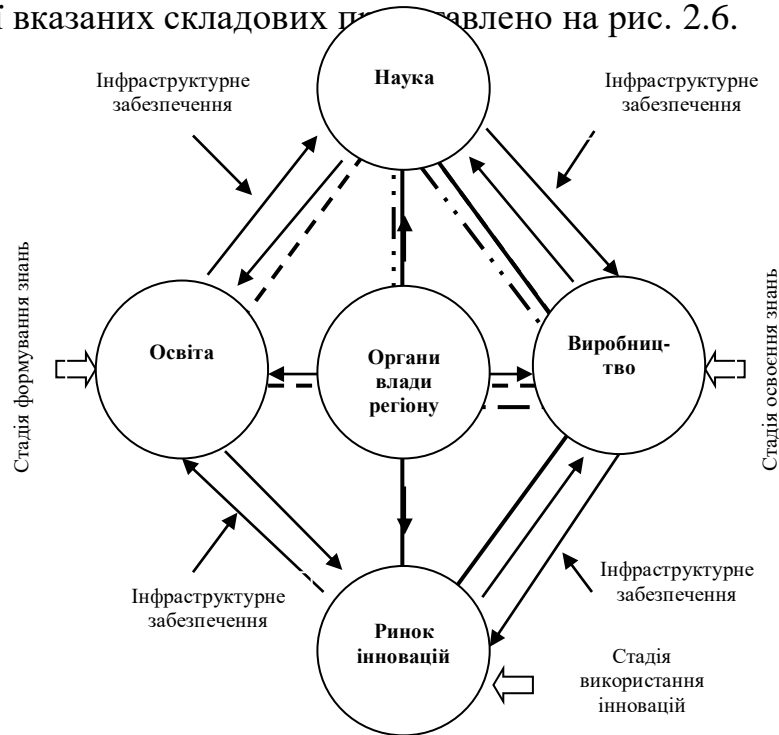 вказаних складових на рис. 2.6.
Інфраструктурне
забезпечення
Наука
Інфраструктурне
забезпечення
Стадія формування знань
Освіта
Органи
влади
регіону
Виробниц-
тво
Стадія освоєння знань
Інфраструктурне
забезпечення
Ринок
інновацій
Інфраструктурне
забезпечення
Стадія
використання
інновацій